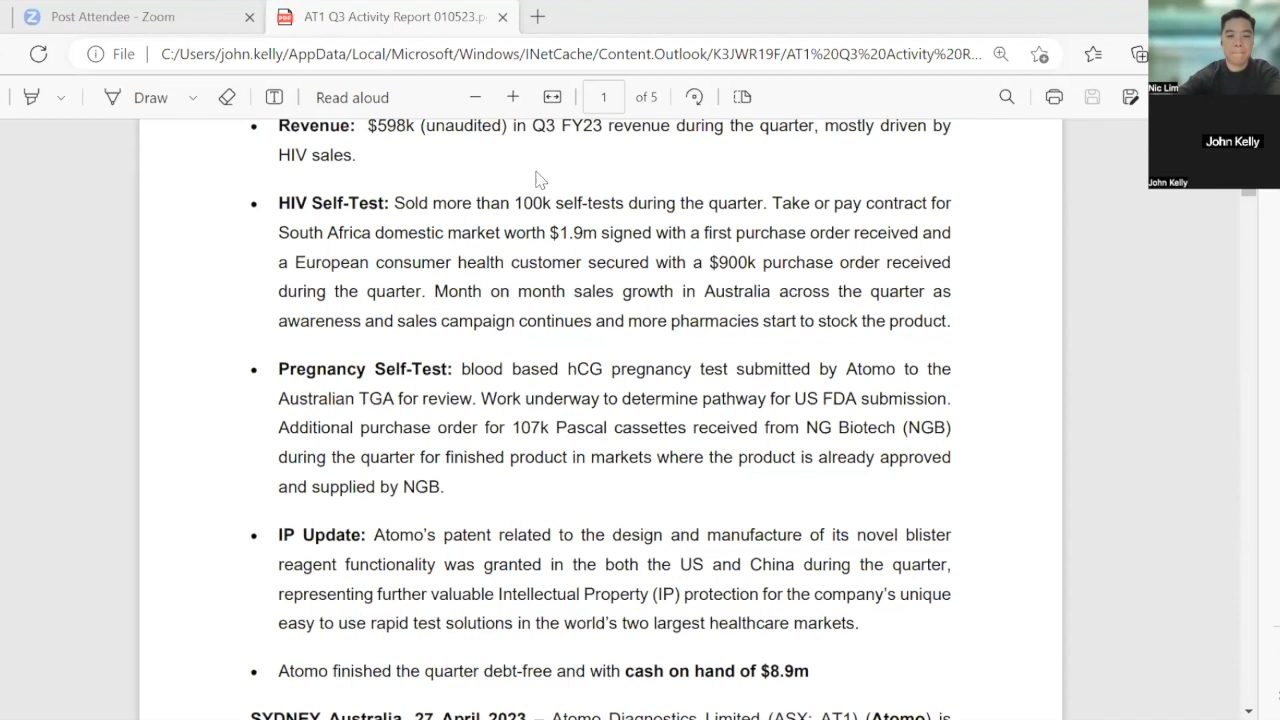 Post Attendee - Zoom
AT1 Q3 Activity Report 010523.p
File
C:/Users/john.kelly/AppData/Local/Microsoft/Windows/INetCache/Content.Outlook/K3JWR19F/AT1%20Q3%20Activity%20R...
Draw
Read aloud
1 of 5
Nic Lim
John Kelly
John Kelly
• Revenue: $598k (unaudited) in Q3 FY23 revenue during the quarter, mostly driven by
HIV sales.
• HIV Self-Test: Sold more than 100k self-tests during the quarter. Take or pay contract for
South Africa domestic market worth $1.9m signed with a first purchase order received and
a European consumer health customer secured with a $900k purchase order received
during the quarter. Month on month sales growth in Australia across the quarter as
awareness and sales campaign continues and more pharmacies start to stock the product.
• Pregnancy Self-Test: blood based hCG pregnancy test submitted by Atomo to the
Australian TGA for review. Work underway to determine pathway for US FDA submission.
Additional purchase order for 107k Pascal cassettes received from NG Biotech (NGB)
during the quarter for finished product in markets where the product is already approved
and supplied by NGB.
• IP Update: Atomo's patent related to the design and manufacture of its novel blister
reagent functionality was granted in the both the US and China during the quarter,
representing further valuable Intellectual Property (IP) protection for the company's unique
easy to use rapid test solutions in the world's two largest healthcare markets.
• Atomo finished the quarter debt-free and with cash on hand of $8.9m
SYDNEY Australia, 27 April 2023 – Atomo Diagnostics Limited (ASX: AT1) (Atomo) is